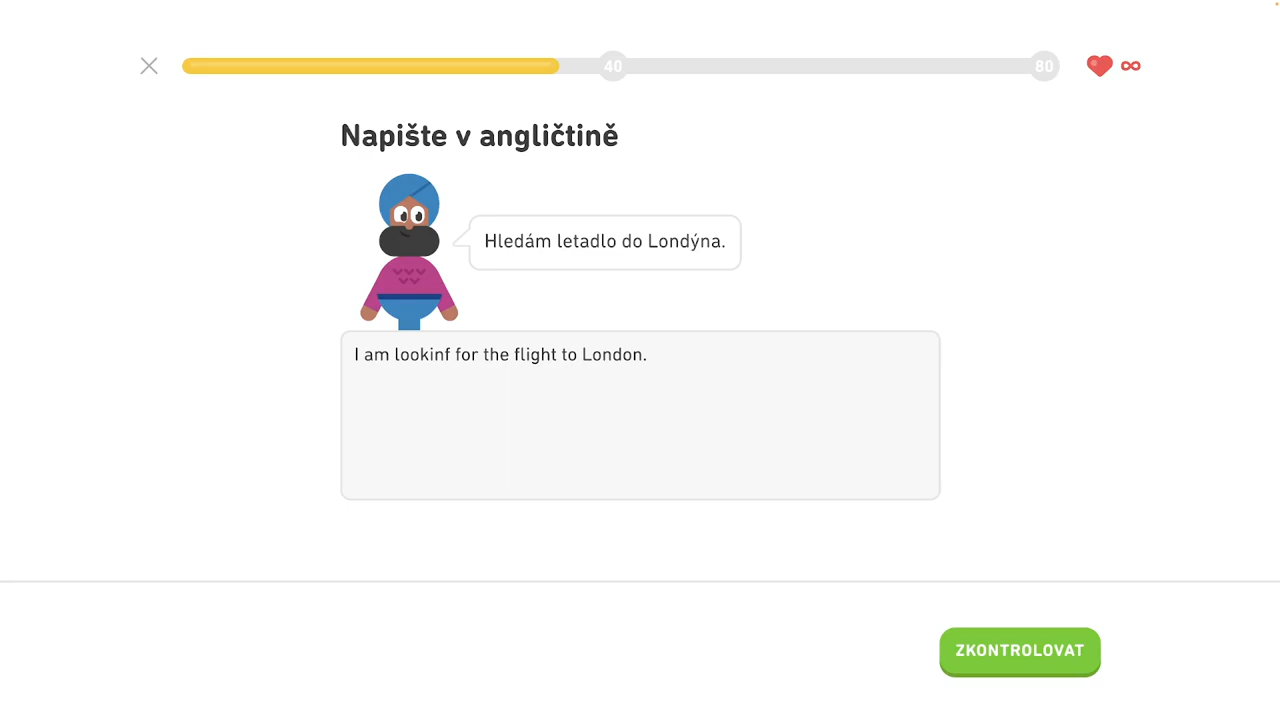 40
80
∞
Napište v angličtině
Hledám letadlo do Londýna.
I am lookinf for the flight to London.
ZKONTROLOVAT